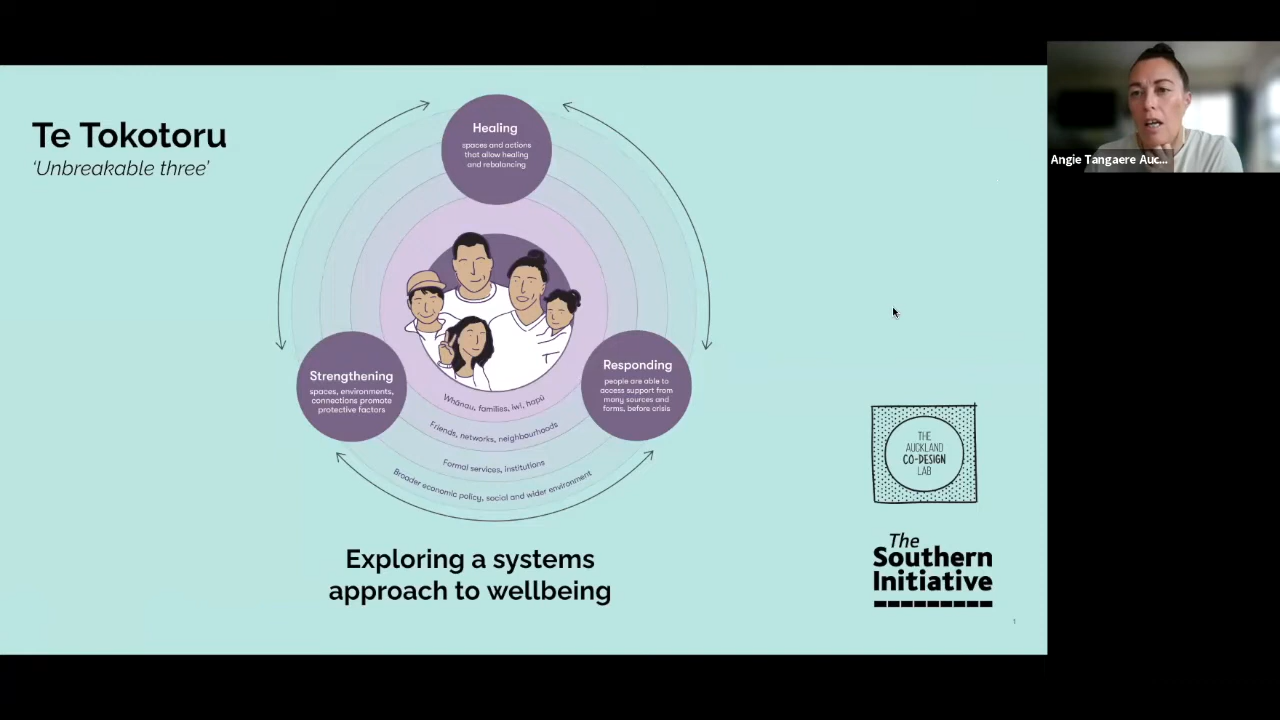 Te Tokotoru
‘Unbreakable three’
Healing
spaces and actions
that allow healing
and rebalancing
Strengthening
spaces, environments,
connections promote
protective factors
Responding
people are able to
access support from
many sources and
forms, before crisis
Whānau, families, iwi, hapū
Friends, networks, neighbourhoods
Formal services, institutions
Broader economic policy, social and wider environment
Exploring a systems
approach to wellbeing
THE
AUCKLAND
CO-DESIGN
LAB
The
Southern
Initiative
1
Angie Tangaere Auc...